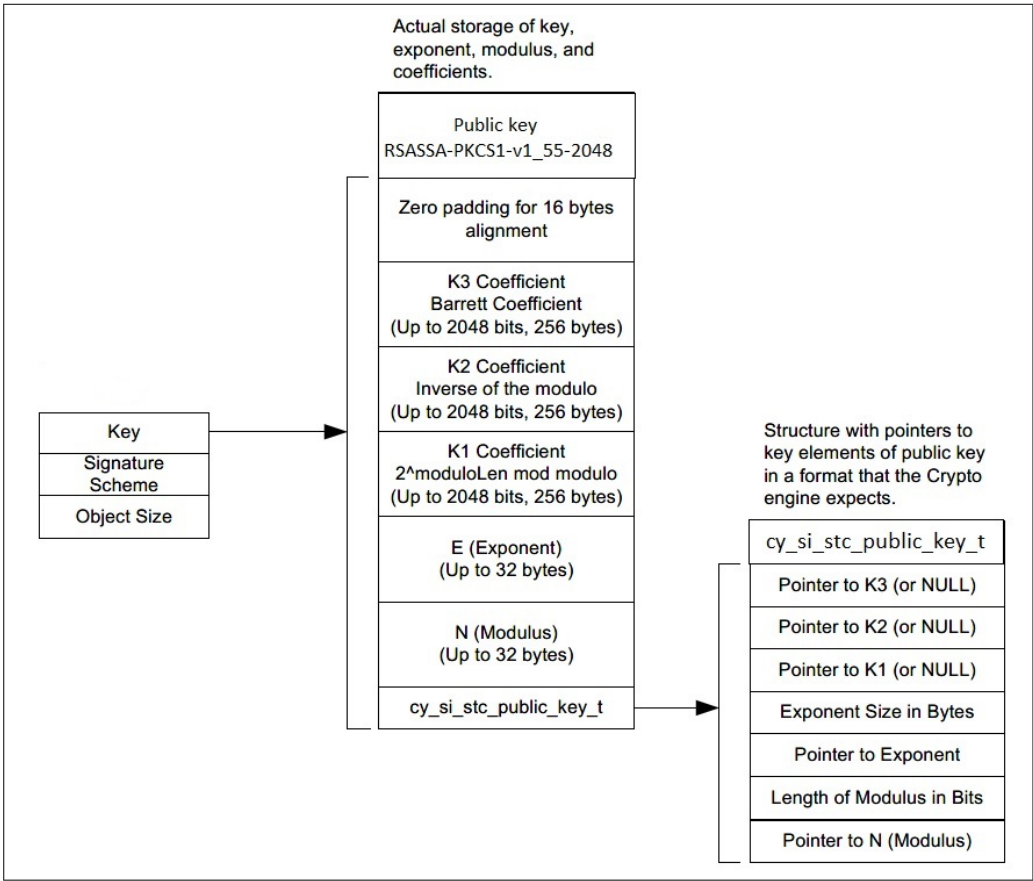 Actual storage of key,
exponent, modulus, and
coefficients.
Public key
RSASSA-PKCS1-v1_55-2048
Zero padding for 16 bytes
alignment
K3 Coefficient
Barrett Coefficient
(Up to 2048 bits, 256 bytes)
K2 Coefficient
Inverse of the modulo
(Up to 2048 bits, 256 bytes)
K1 Coefficient
2^moduloLen mod modulo
(Up to 2048 bits, 256 bytes)
E (Exponent)
(Up to 32 bytes)
N (Modulus)
(Up to 32 bytes)
cy_si_stc_public_key_t
Key
Signature
Scheme
Object Size
Structure with pointers to
key elements of public key
in a format that the Crypto
engine expects.
cy_si_stc_public_key_t
Pointer to K3 (or NULL)
Pointer to K2 (or NULL)
Pointer to K1 (or NULL)
Exponent Size in Bytes
Pointer to Exponent
Length of Modulus in Bits
Pointer to N (Modulus)